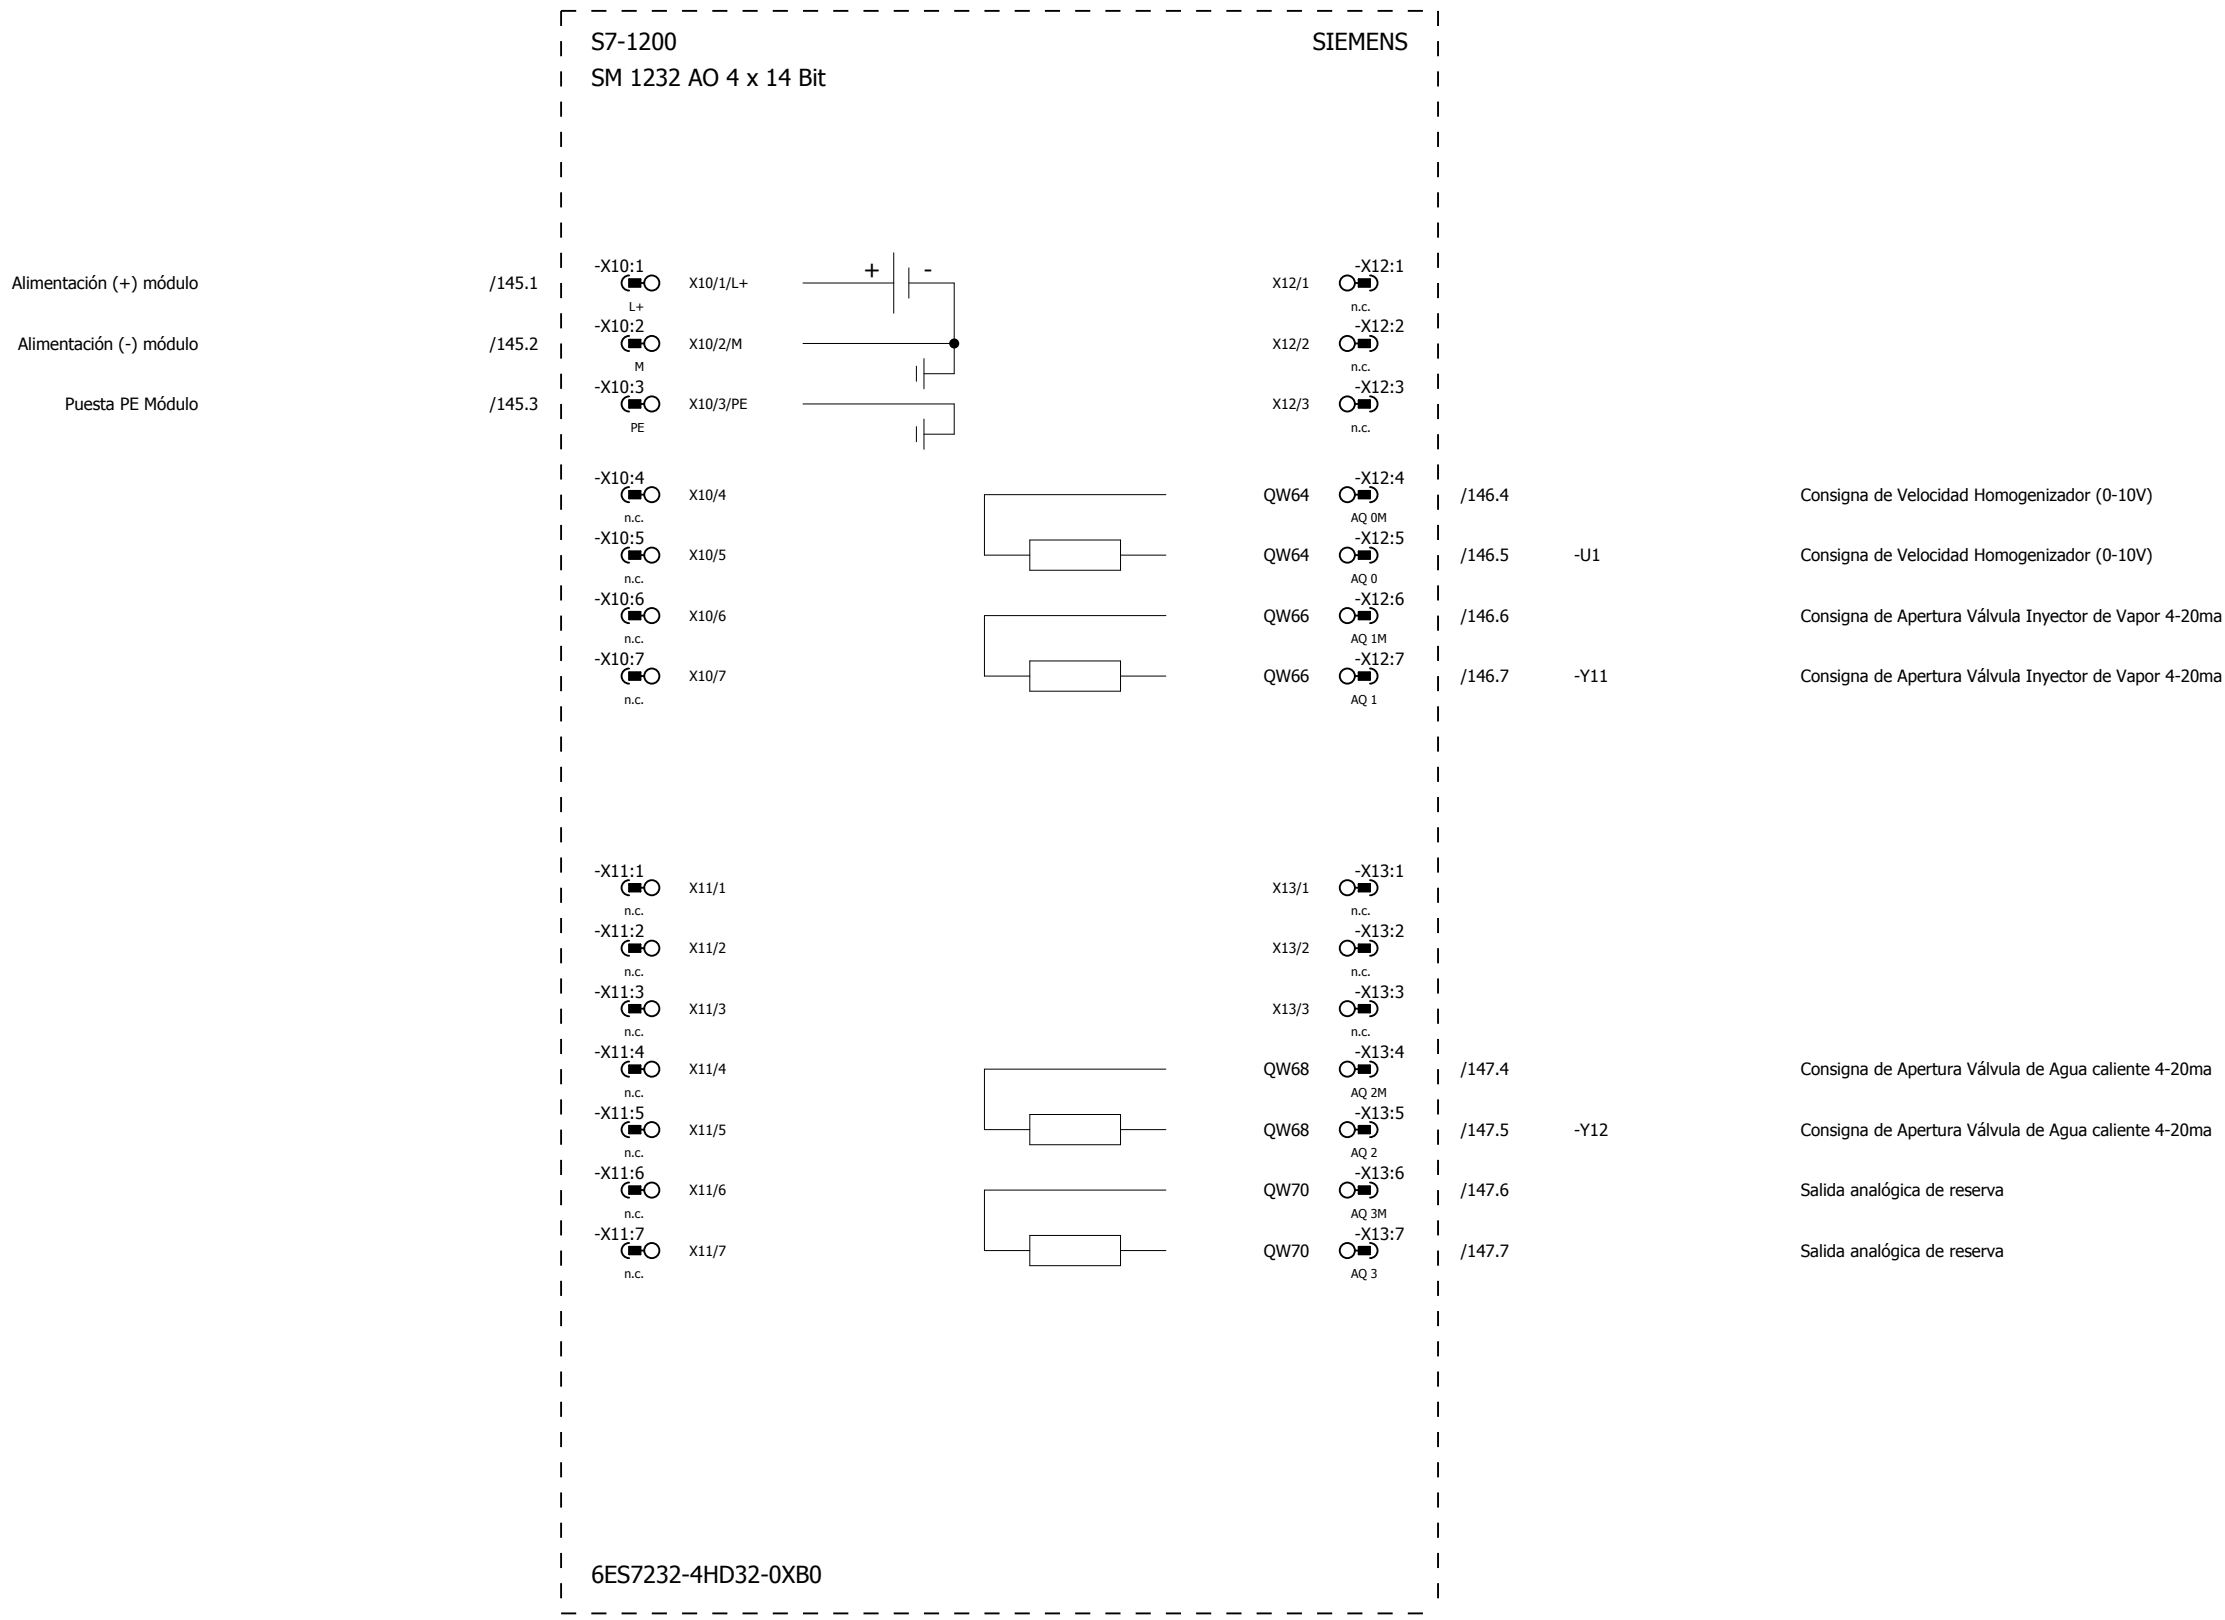 S7-1200 SIEMENS
SM 1232 AO 4 x 14 Bit
-X10:1 + - -X12:1
Alimentación (+) módulo /145.1 X10/1/L+ X12/1
L+ n.c.
-X10:2 -X12:2
Alimentación (-) módulo /145.2 X10/2/M X12/2
M n.c.
-X10:3 -X12:3
Puesta PE Módulo /145.3 X10/3/PE X12/3
PE n.c.
-X10:4 -X12:4
X10/4 QW64 /146.4 Consigna de Velocidad Homogenizador (0-10V)
n.c. AQ 0M
-X10:5 -X12:5
X10/5 QW64 /146.5 -U1 Consigna de Velocidad Homogenizador (0-10V)
n.c. AQ 0
-X10:6 -X12:6
X10/6 QW66 /146.6 Consigna de Apertura Válvula Inyector de Vapor 4-20ma
n.c. AQ 1M
-X10:7 -X12:7
X10/7 QW66 /146.7 -Y11 Consigna de Apertura Válvula Inyector de Vapor 4-20ma
n.c. AQ 1
-X11:1 -X13:1
X11/1 X13/1
n.c. n.c.
-X11:2 -X13:2
X11/2 X13/2
n.c. n.c.
-X11:3 -X13:3
X11/3 X13/3
n.c. n.c.
-X11:4 -X13:4
X11/4 QW68 /147.4 Consigna de Apertura Válvula de Agua caliente 4-20ma
n.c. AQ 2M
-X11:5 -X13:5
X11/5 QW68 /147.5 -Y12 Consigna de Apertura Válvula de Agua caliente 4-20ma
n.c. AQ 2
-X11:6 -X13:6
X11/6 QW70 /147.6 Salida analógica de reserva
n.c. AQ 3M
-X11:7 -X13:7
X11/7 QW70 /147.7 Salida analógica de reserva
n.c. AQ 3
6ES7232-4HD32-0XB0